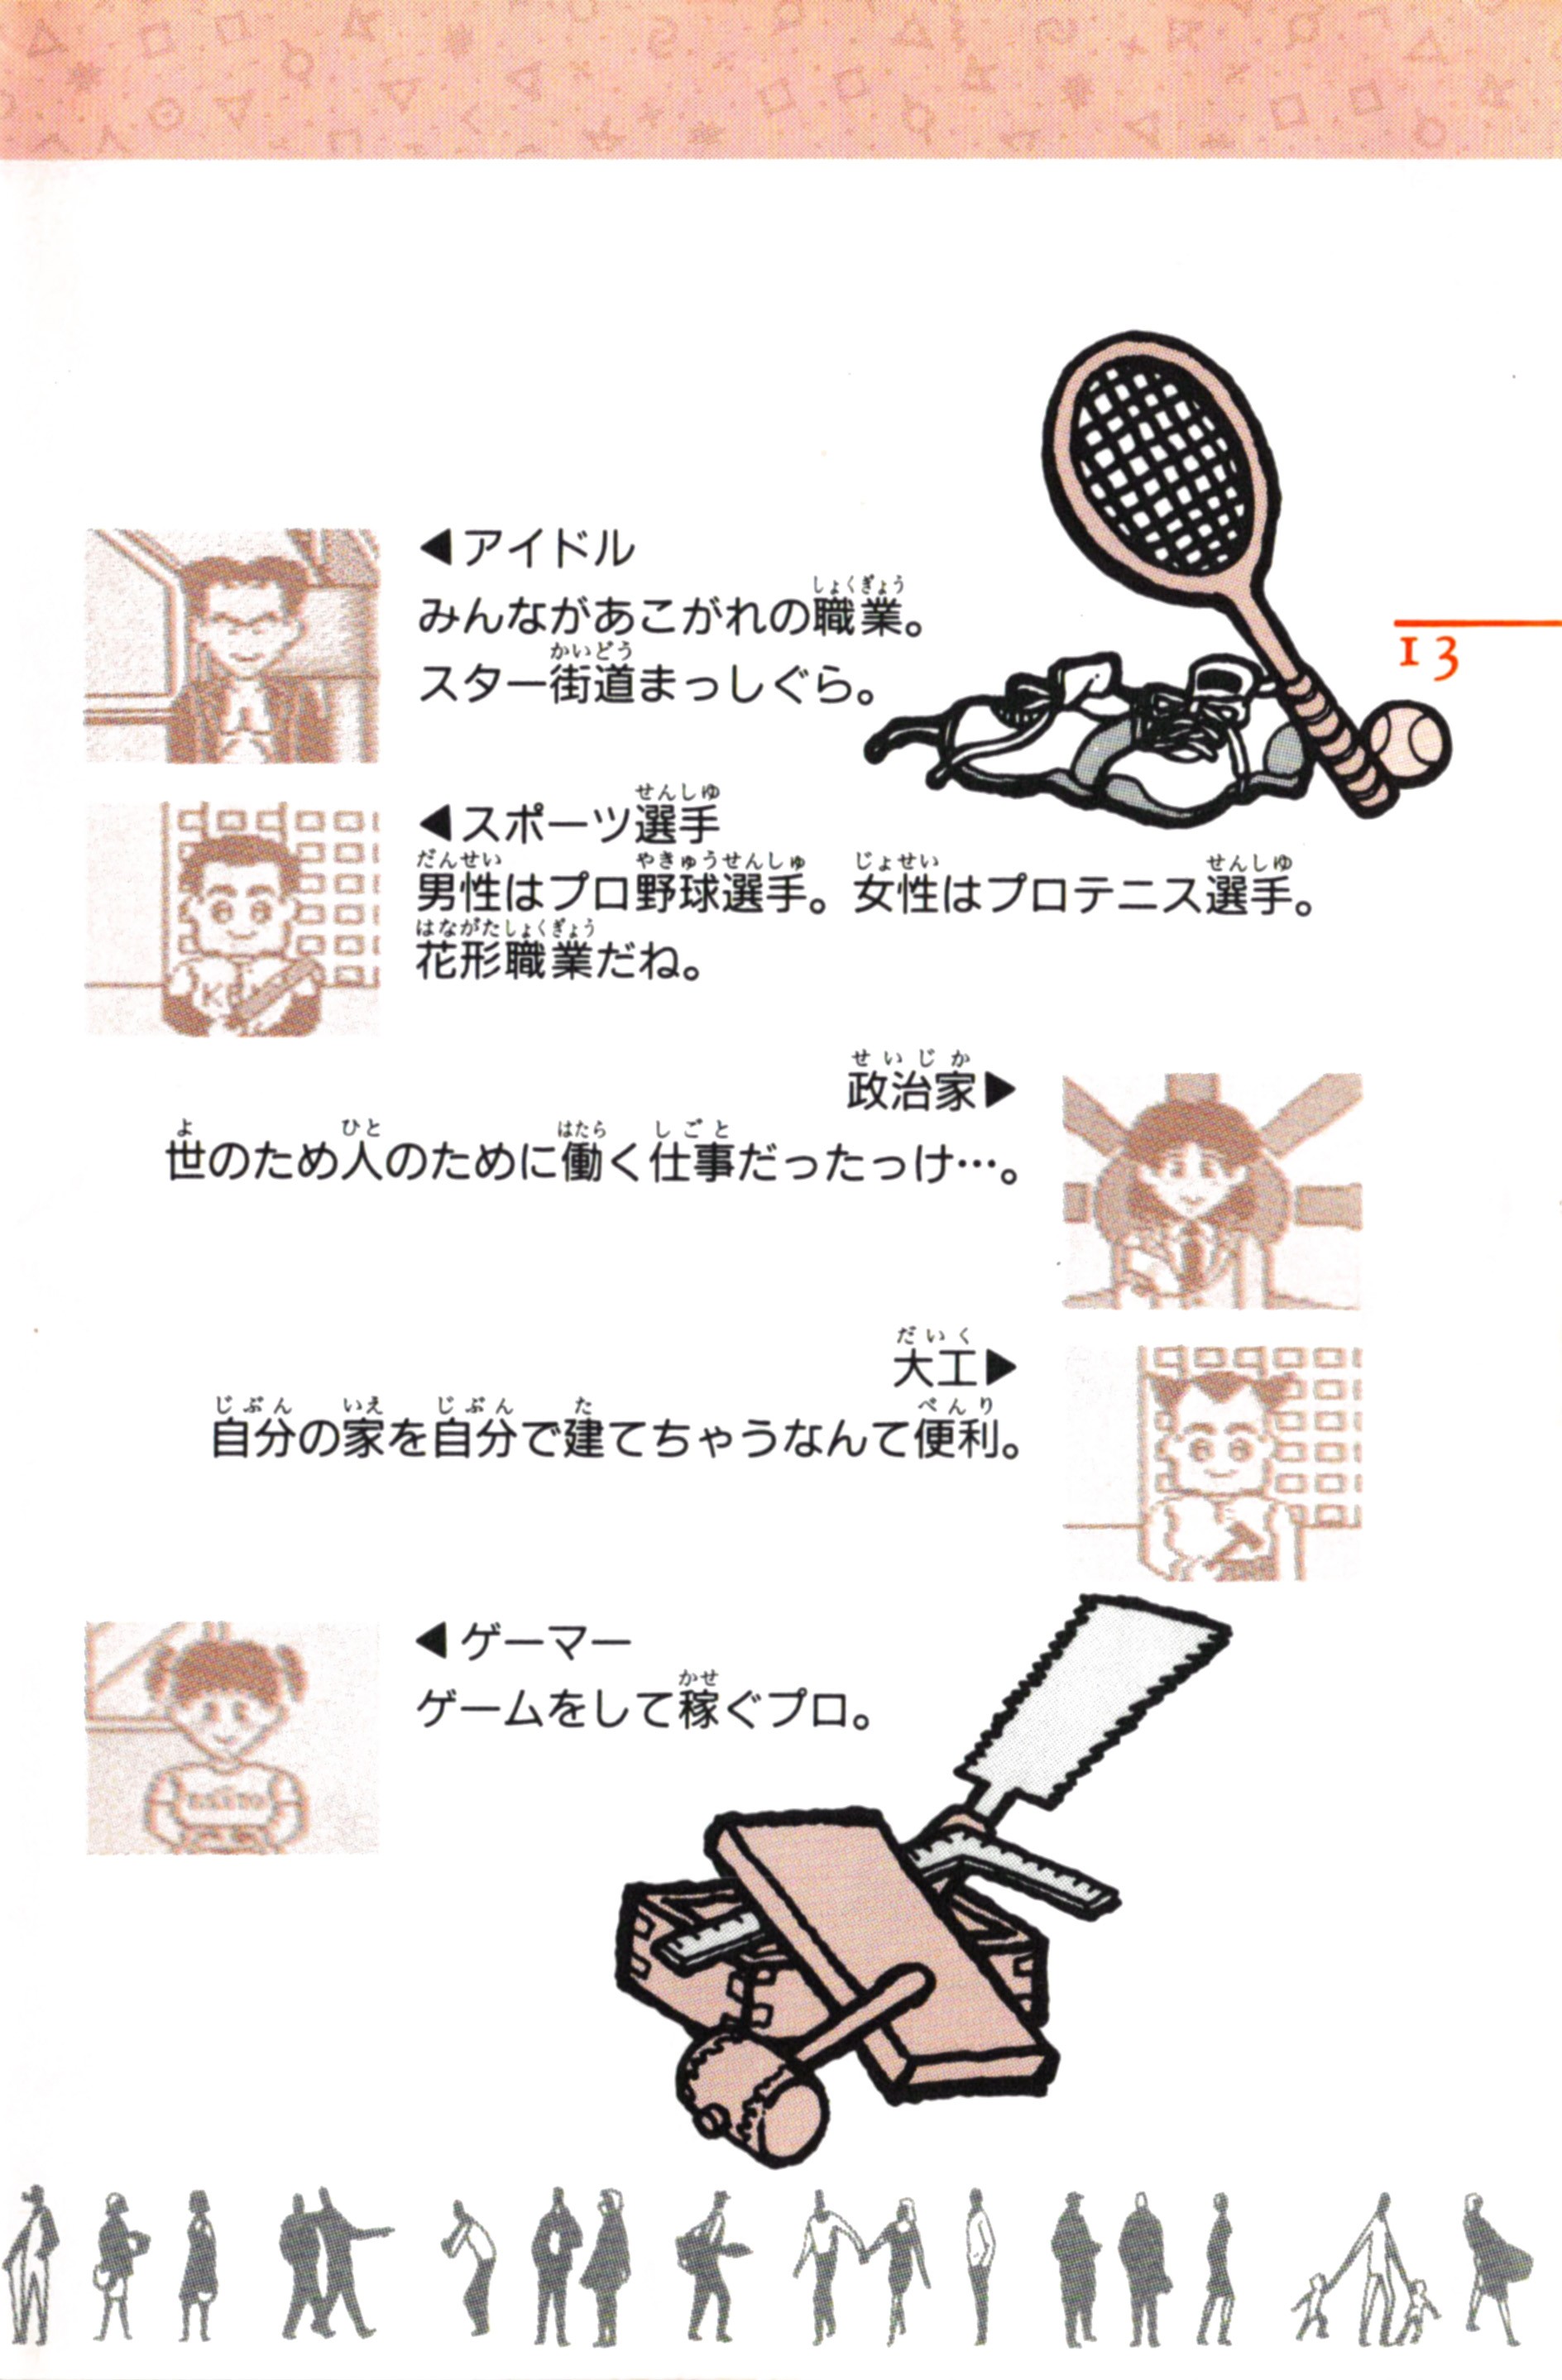 ◀アイドル
みんながあこがれの職業。
スター街道まっしぐら。
13
◀スポーツ選手
男性はプロ野球選手。女性はプロテニス選手。
花形職業だね。
政治家▶
世のため人のために働く仕事だったっけ…。
大工▶
自分の家を自分で建てちゃうなんて便利。
◀ゲーマー
ゲームをして稼ぐプロ。